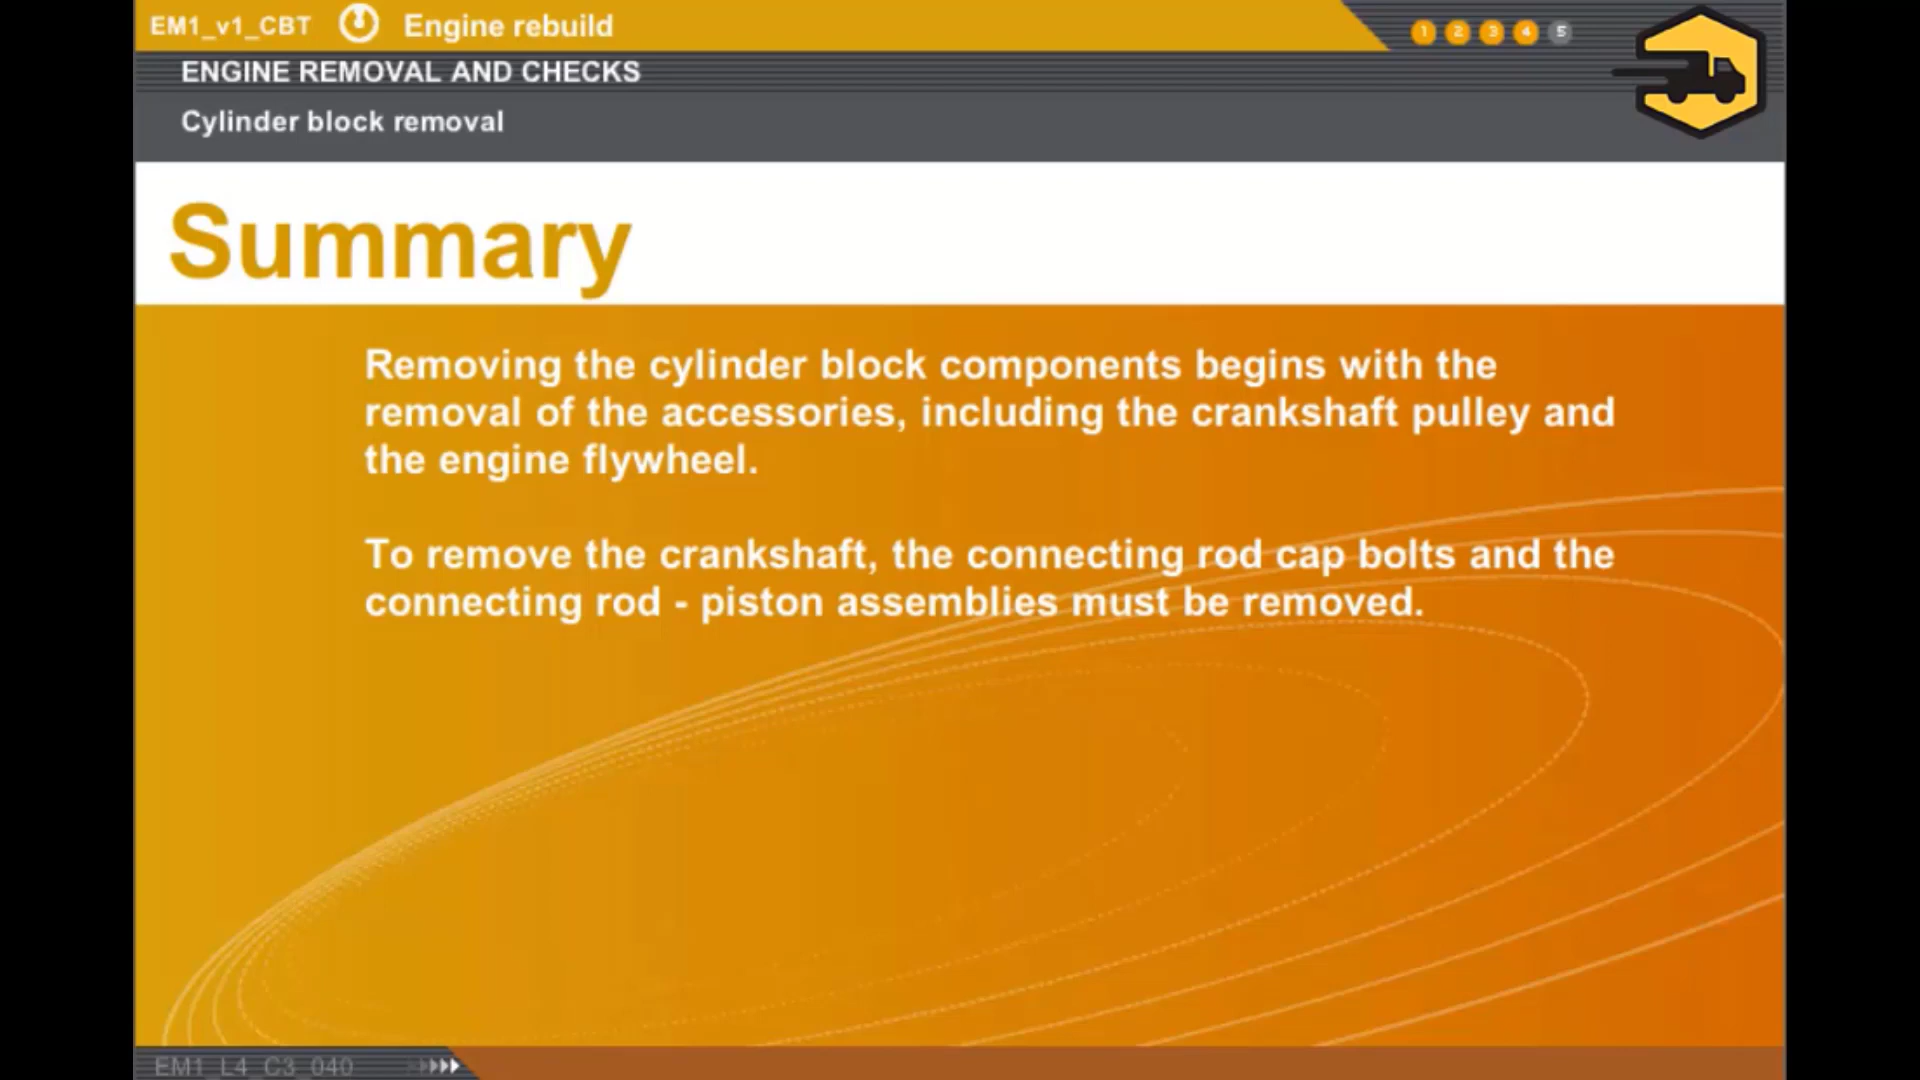 EM1_v1_CBT Engine rebuild
1 2 3 4 5
ENGINE REMOVAL AND CHECKS
Cylinder block removal
Summary
Removing the cylinder block components begins with the
removal of the accessories, including the crankshaft pulley and
the engine flywheel.
To remove the crankshaft, the connecting rod cap bolts and the
connecting rod - piston assemblies must be removed.
EM1_L4_C3_040